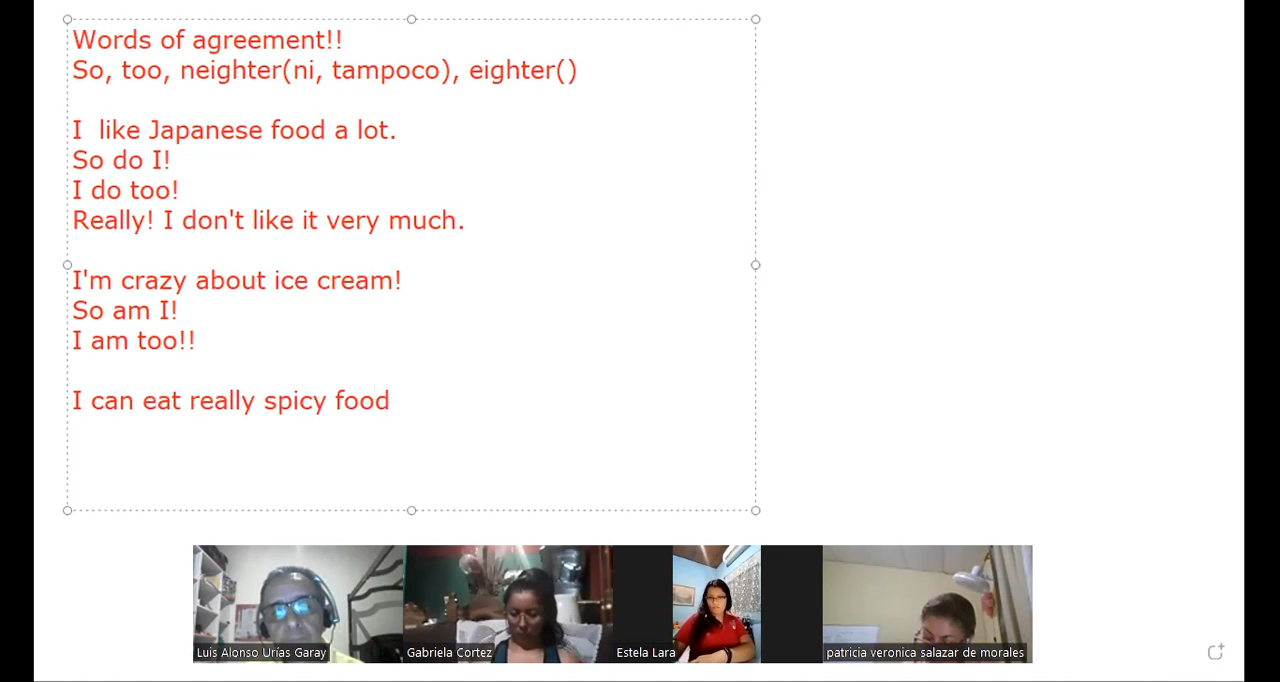 Words of agreement!!
So, too, neighter(ni, tampoco), eighter()
I  like Japanese food a lot.
So do I!
I do too!
Really! I don't like it very much.
I'm crazy about ice cream!
So am I!
I am too!!
I can eat really spicy food
Luis Alonso Urías Garay
Gabriela Cortez
Estela Lara
patricia veronica salazar de morales